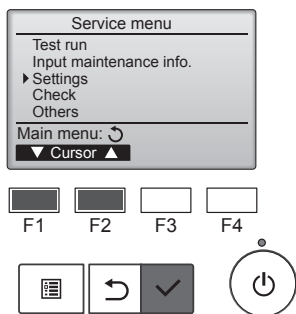 Service menu
Test run
Input maintenance info.
Settings
Check
Others
Main menu:
Cursor
F1 F2 F3 F4